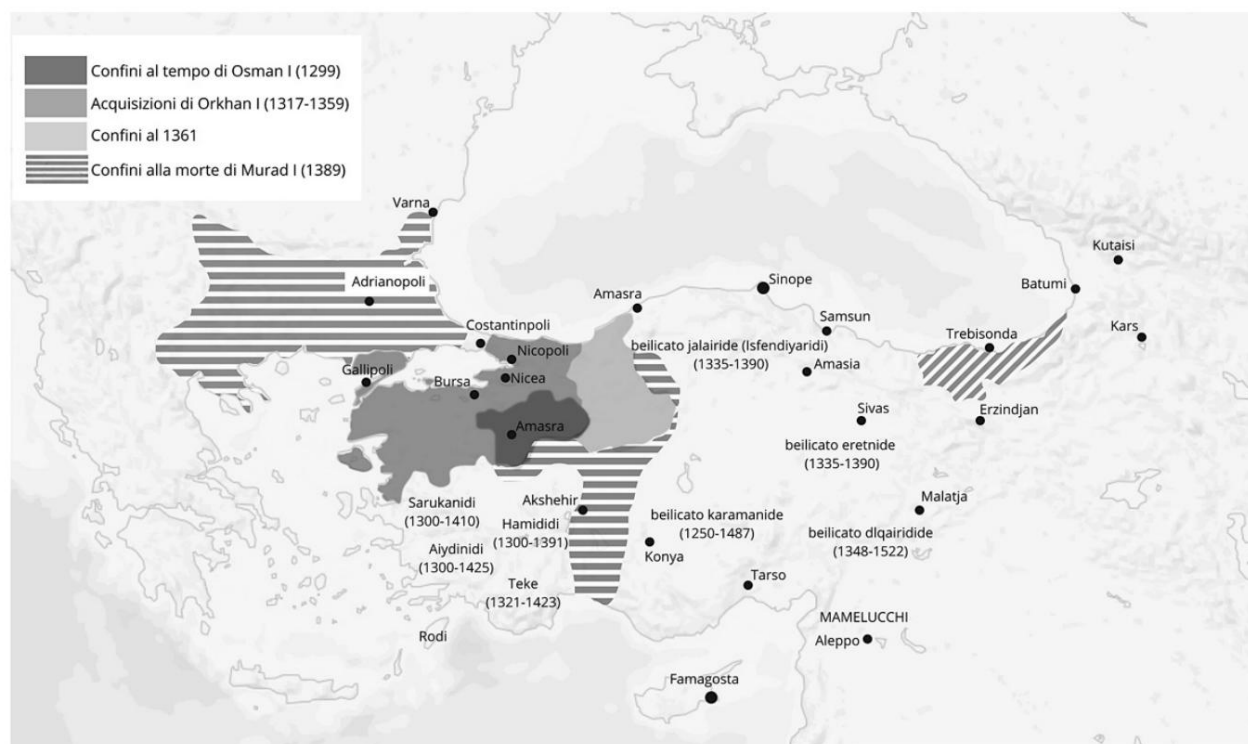 Confini al tempo di Osman I (1299)
Acquisizioni di Orkhan I (1317-1359)
Confini al 1361
Confini alla morte di Murad I (1389)
Varna
Kutaisi
Adrianopoli
Sinope
Batumi
Amasra
Samsun
Costantinpoli
Trebisonda
Kars
Nicopoli
beilicato jalairide (Isfendiyaridi)
(1335-1390)
Amasia
Gallipoli
Nicea
Bursa
Sivas
Erzindjan
Amasra
beilicato eretnide
(1335-1390)
Sarukanidi
(1300-1410)
Akshehir
Malatja
Hamididi
(1300-1391)
beilicato karamanide
(1250-1487)
beilicato dlqairidide
(1348-1522)
Aiydinidi
(1300-1425)
Konya
Teke
(1321-1423)
Tarso
MAMELUCCHI
Rodi
Aleppo
Famagosta